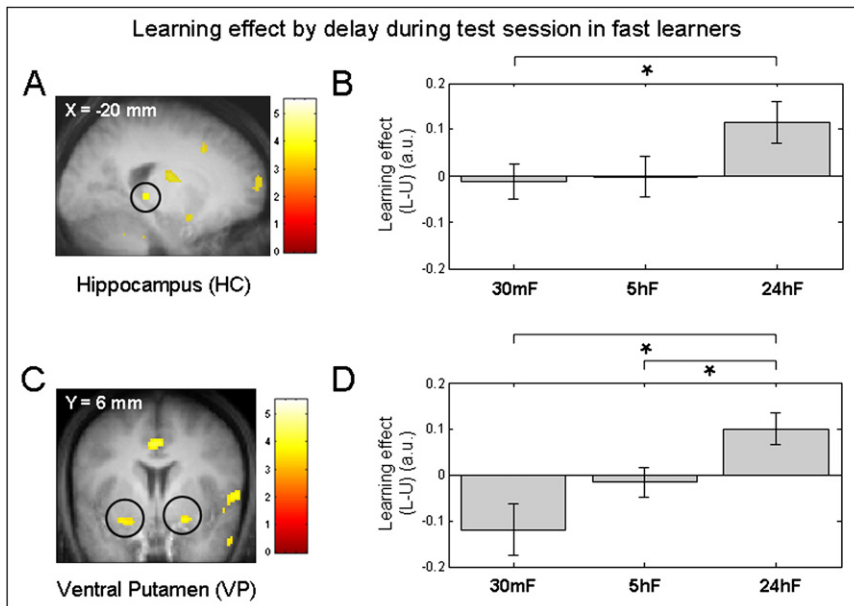 Learning effect by delay during test session in fast learners
A
X = -20 mm
5
4
3
2
1
0
Hippocampus (HC)
B
*
Learning effect
(L-U) (a.u.)
0.2
0.1
0
-0.1
-0.2
30mF 5hF 24hF
C
Y = 6 mm
5
4
3
2
1
0
Ventral Putamen (VP)
D
*
*
Learning effect
(L-U) (a.u.)
0.2
0.1
0
-0.1
-0.2
30mF 5hF 24hF